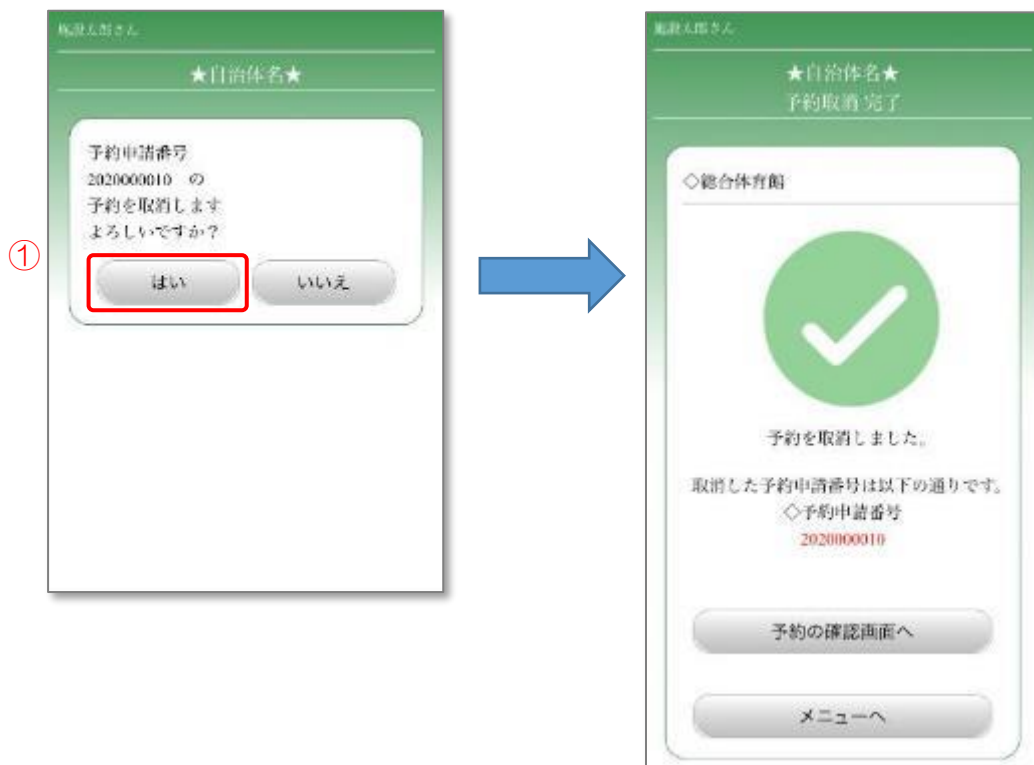 施設太郎さん
★自治体名★
予約申請番号
2020000010 の
予約を取消します
よろしいですか？
①
はい
いいえ
施設太郎さん
★自治体名★
予約取消 完了
◇総合体育館
予約を取消しました。
取消した予約申請番号は以下の通りです。
◇予約申請番号
2020000010
予約の確認画面へ
メニューへ